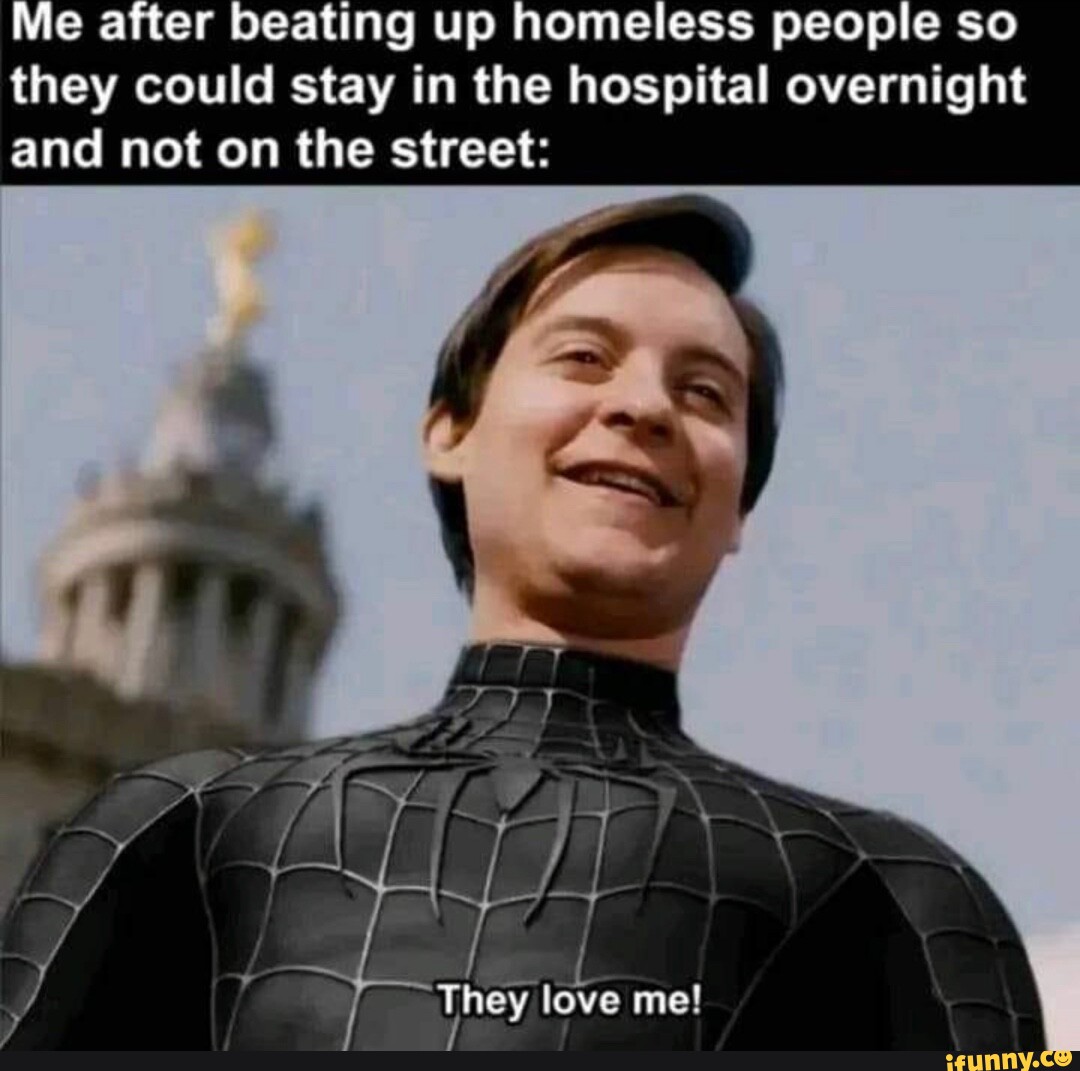 Me after beating up homeless people so
they could stay in the hospital overnight
and not on the street:
They love me!
ifunny.co